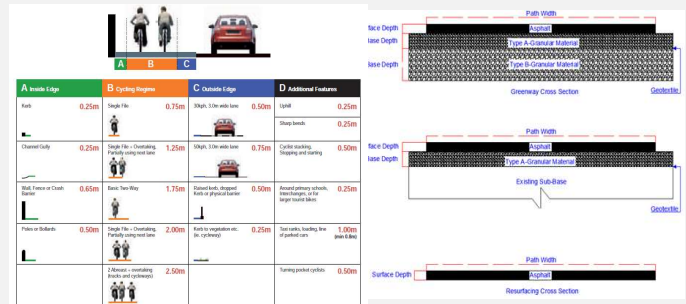 A B C
A Inside Edge
B Cycling Regime
C Outside Edge
D Additional Features
Kerb
0.25m
Single File
0.75m
30kph, 3.0m wide lane
0.50m
Uphill
0.25m
Sharp bends
0.25m
Channel Gully
0.25m
Single File + Overtaking,
Partially using next lane
1.25m
50kph, 3.0m wide lane
0.75m
Cyclist stacking,
Stopping and starting
0.50m
Wall, Fence or Crash
Barrier
0.65m
Basic Two-Way
1.75m
Raised kerb, dropped
Kerb or physical barrier
0.50m
Around primary schools,
Interchanges, or for
larger tourist bikes
0.25m
Poles or Bollards
0.50m
Single File + Overtaking,
Partially using next lane
2.00m
Kerb to vegetation etc.
(ie. cycleway)
0.25m
Taxi ranks, loading, line
of parked cars
1.00m
(min 0.8m)
2 Abreast + overtaking
(tracks and cycleways)
2.50m
Turning pocket cyclists
0.50m
Path Width
face Depth
Asphalt
ase Depth
Type A-Granular Material
ase Depth
Type B-Granular Material
Greenway Cross Section
Geotextile
Path Width
face Depth
Asphalt
ase Depth
Type A-Granular Material
Existing Sub-Base
Geotextile
Path Width
Surface Depth
Asphalt
Resurfacing Cross Section